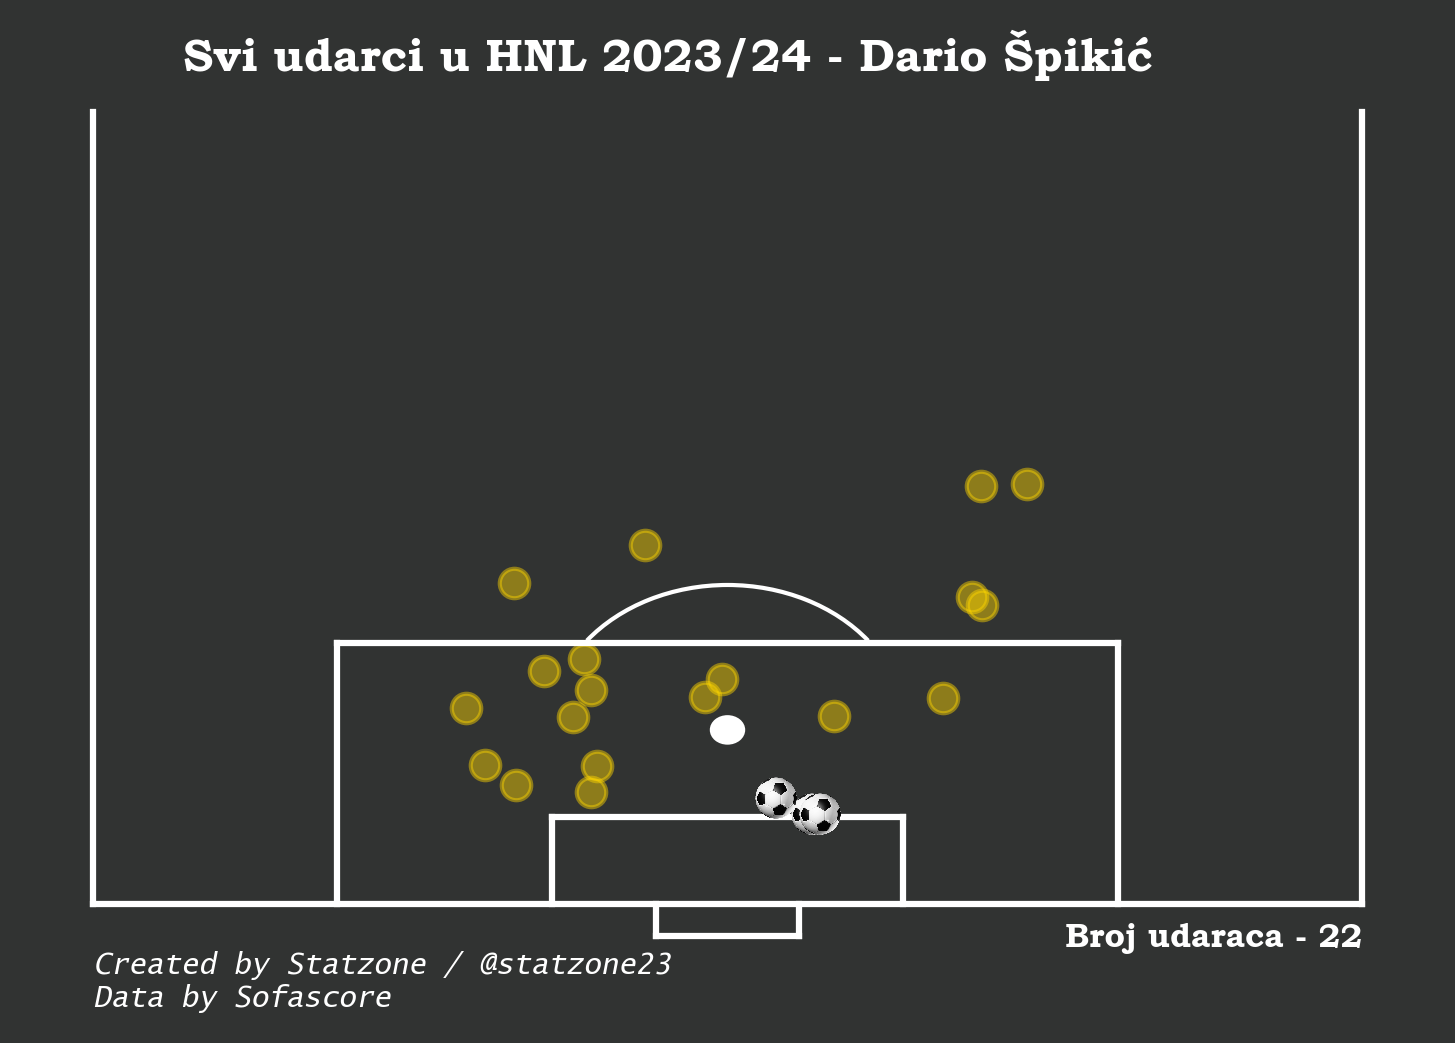 Svi udarci u HNL 2023/24 - Dario Špikić
Broj udaraca - 22
Created by Statzone / @statzone23
Data by Sofascore